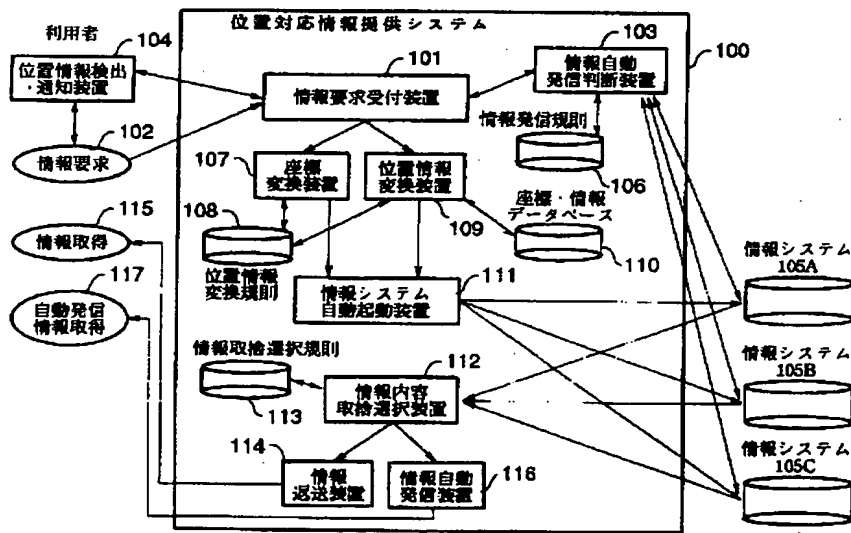 利用者
位置対応情報提供システム
104
位置情報検出
・通知装置
101
情報要求受付装置
103
情報自動
発信判断装置
100
102
情報要求
情報発信規則
106
107
座標
変換装置
位置情報
変換装置
109
108
位置情報
変換規則
座標・情報
データベース
110
115
情報取得
117
自動発信
情報取得
111
情報システム
自動起動装置
情報システム
105A
情報取捨選択規則
113
112
情報内容
取捨選択装置
情報システム
105B
114
情報
返送装置
情報自動
発信装置
116
情報システム
105C